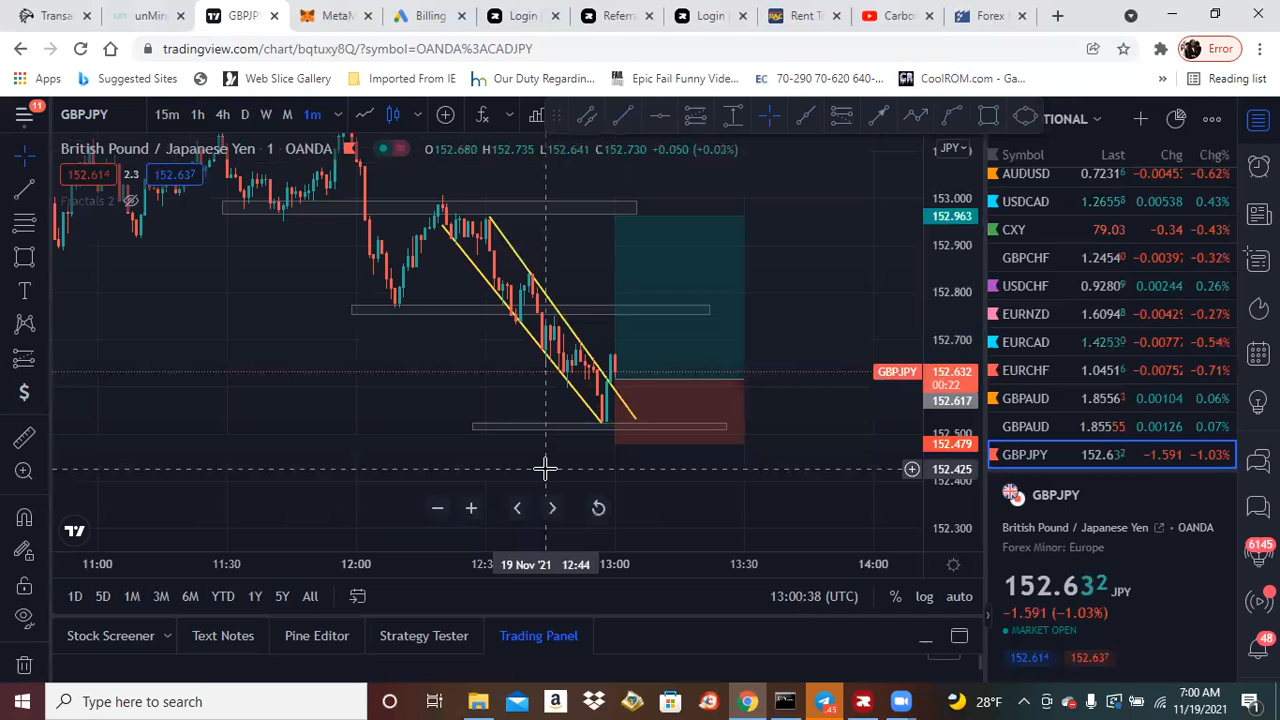 Transa
unMine
GBPJPY
MetaM
Billing
Login
Referra
Login |
Rent Tr
Carbo
Forex F
tradingview.com/chart/bqtuxy8Q/?symbol=OANDA%3ACADJPY
Error
Apps
Suggested Sites
Web Slice Gallery
Imported From IE
Our Duty Regardin...
Epic Fail Funny Vide...
EC 70-290 70-620 640-...
CoolROM.com - Ga...
Reading list
11
GBPJPY
15m 1h 4h D W M 1m
TIONAL
British Pound / Japanese Yen · 1 · OANDA
O152.680 H152.735 L152.641 C152.730 +0.050 (+0.03%)
JPY
152.614 2.3 152.637
Fractals 2
153.000
152.963
152.900
152.800
152.700
GBPJPY 152.632
00:22
152.617
152.500
152.479
152.425
152.400
152.300
Symbol Last Chg Chg%
AUDUSD 0.7231 -0.0045 -0.62%
USDCAD 1.2655 0.00538 0.43%
CXY 79.03 -0.34 -0.43%
GBPCHF 1.2454 -0.00397 -0.32%
USDCHF 0.9280 0.00244 0.26%
EURNZD 1.6094 -0.27%
EURCAD 1.4253 -0.54%
EURCHF 1.0451 -0.00752 -0.71%
GBPAUD 1.8556 0.00104 0.06%
GBPAUD 1.85555 0.00126 0.07%
GBPJPY 152.632 -1.591 -1.03%
GBPJPY
British Pound / Japanese Yen · OANDA
Forex Minor: Europe
152.632 JPY
-1.591 (-1.03%)
MARKET OPEN
152.614 152.637
6145
48
11:00 11:30 12:00 12:3 19 Nov '21 12:44 13:00 13:30 14:00
1D 5D 1M 3M 6M YTD 1Y 5Y All
13:00:38 (UTC) % log auto
Stock Screener Text Notes Pine Editor Strategy Tester Trading Panel
Type here to search
28°F
7:00 AM
11/19/2021